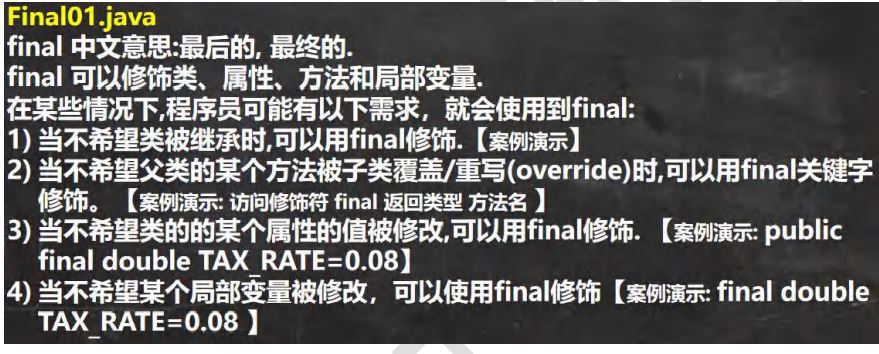 Final01.java
final 中文意思:最后的, 最终的.
final 可以修饰类、属性、方法和局部变量.
在某些情况下,程序员可能有以下需求，就会使用到final:
1) 当不希望类被继承时,可以用final修饰.【案例演示】
2) 当不希望父类的某个方法被子类覆盖/重写(override)时,可以用final关键字
修饰。【案例演示: 访问修饰符 final 返回类型 方法名 】
3) 当不希望类的的某个属性的值被修改,可以用final修饰. 【案例演示: public
final double TAX_RATE=0.08】
4) 当不希望某个局部变量被修改，可以使用final修饰【案例演示: final double
TAX_RATE=0.08 】